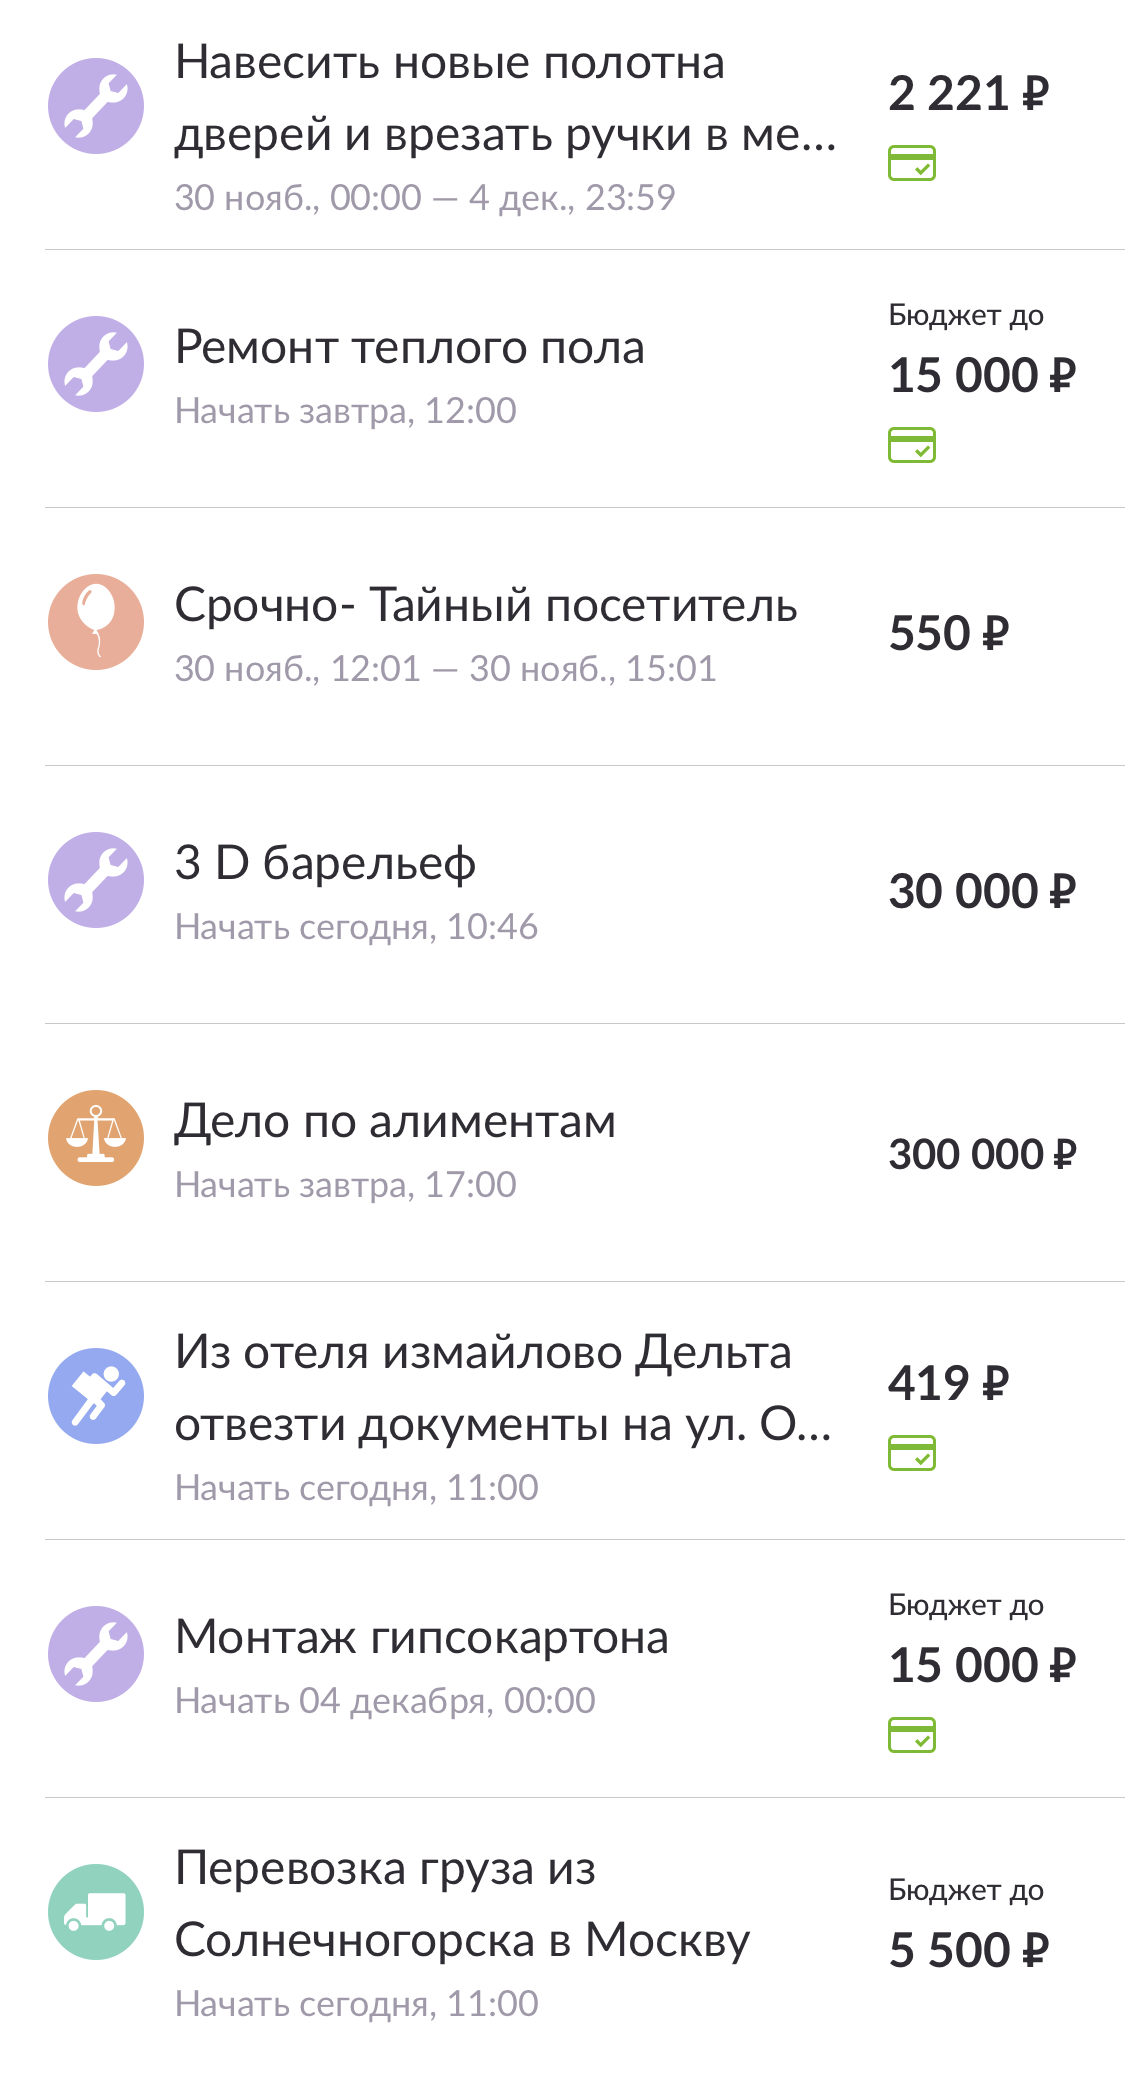 Навесить новые полотна
дверей и врезать ручки в ме...
30 нояб., 00:00 — 4 дек., 23:59
2 221 ₽
Ремонт теплого пола
Начать завтра, 12:00
Бюджет до
15 000 ₽
Срочно- Тайный посетитель
30 нояб., 12:01 — 30 нояб., 15:01
550 ₽
3 D барельеф
Начать сегодня, 10:46
30 000 ₽
Дело по алиментам
Начать завтра, 17:00
300 000 ₽
Из отеля измайлово Дельта
отвезти документы на ул. О...
Начать сегодня, 11:00
419 ₽
Монтаж гипсокартона
Начать 04 декабря, 00:00
Бюджет до
15 000 ₽
Перевозка груза из
Солнечногорска в Москву
Начать сегодня, 11:00
Бюджет до
5 500 ₽